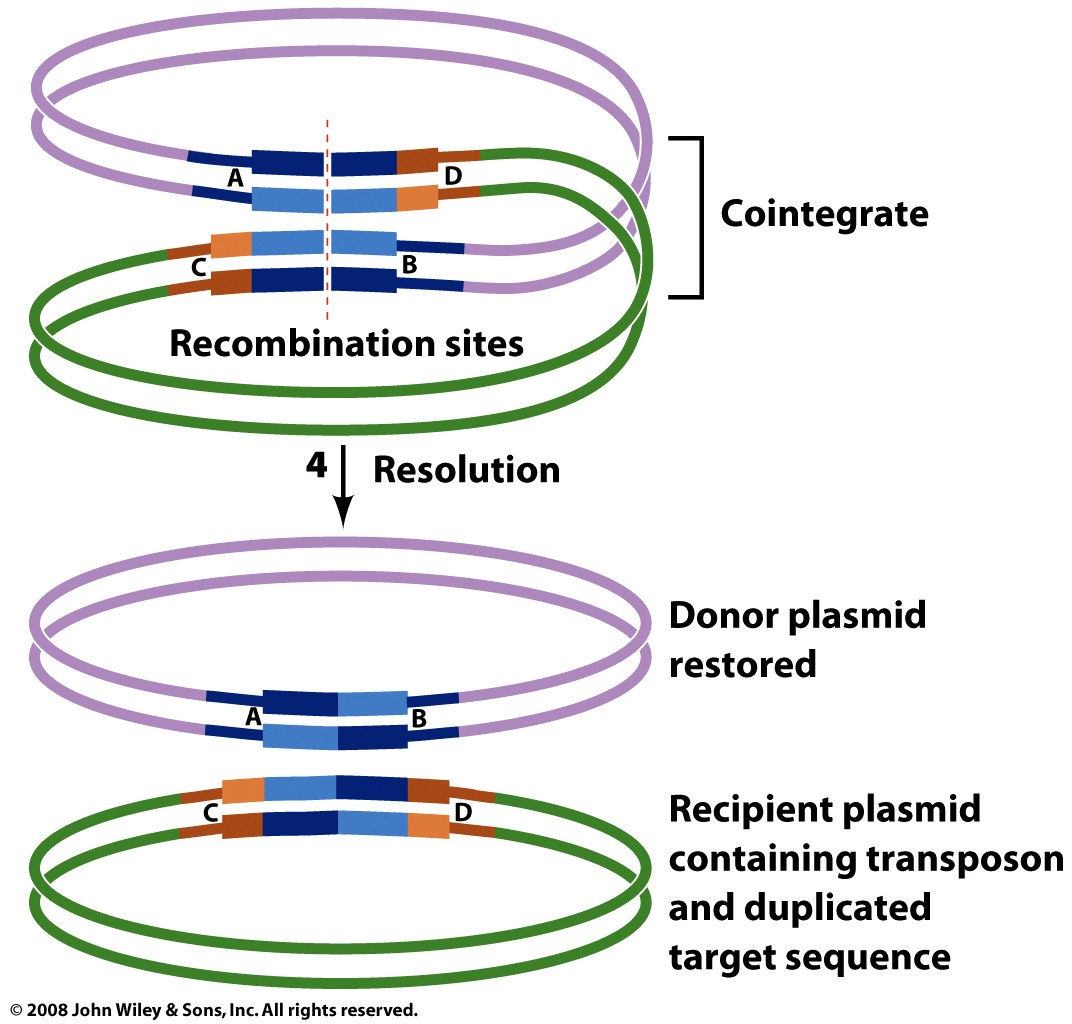 A
D
Cointegrate
C
B
Recombination sites
4
Resolution
Donor plasmid
restored
A
B
C
D
Recipient plasmid
containing transposon
and duplicated
target sequence
© 2008 John Wiley & Sons, Inc. All rights reserved.